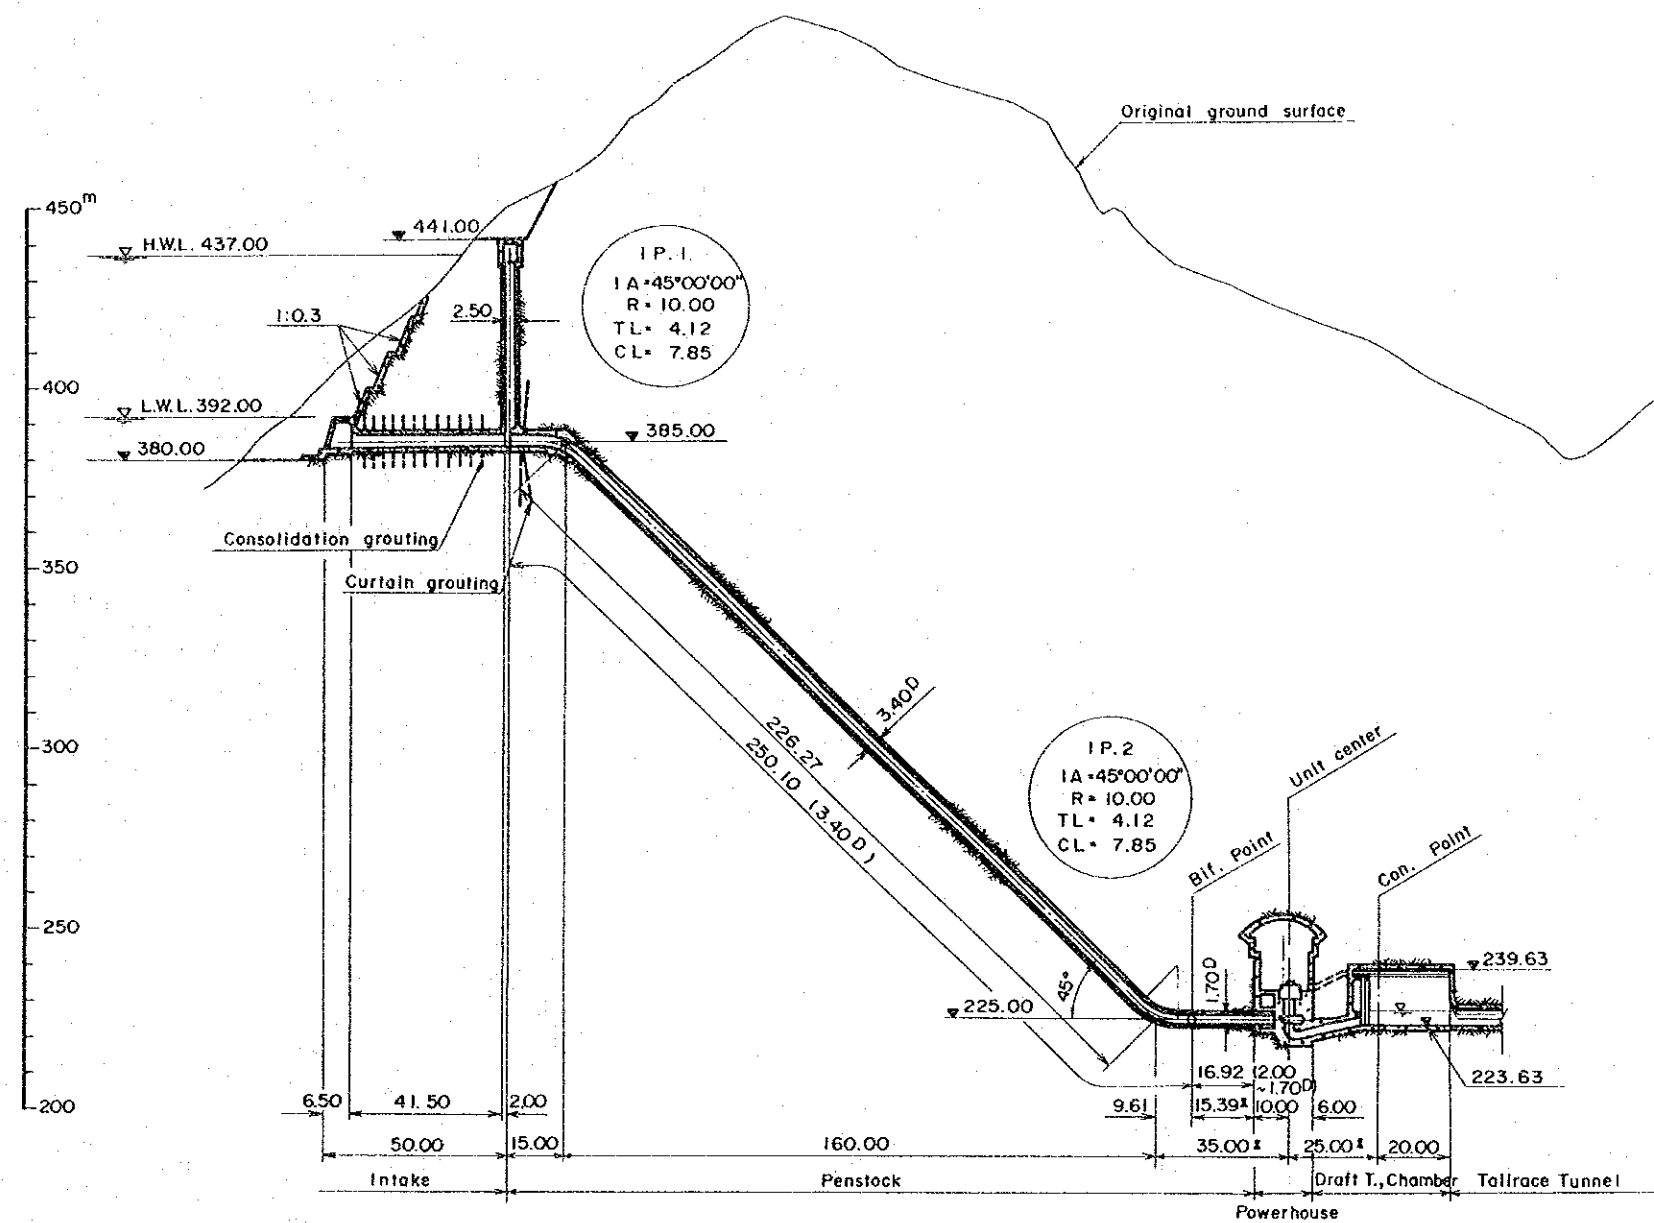 Original ground surface
450m
441.00
H.W.L. 437.00
I P. 1.
I A=45°00'00"
R= 10.00
TL= 4.12
CL= 7.85
1:0.3
2.50
400
L.W.L. 392.00
385.00
380.00
Consolidation grouting
350
Curtain grouting
3.40D
226.27
250.10 (3.40 D)
300
I P. 2
I A=45°00'00"
R= 10.00
TL= 4.12
CL= 7.85
Unit center
Bif. Point
Con. Point
250
45°
1.70D
239.63
225.00
223.63
200
6.50
41.50
2.00
9.61
16.92 (2.00
~1.70D)
15.39*
10.00
6.00
50.00
15.00
160.00
35.00*
25.00*
20.00
Intake
Penstock
Draft T., Chamber
Tailrace Tunnel
Powerhouse